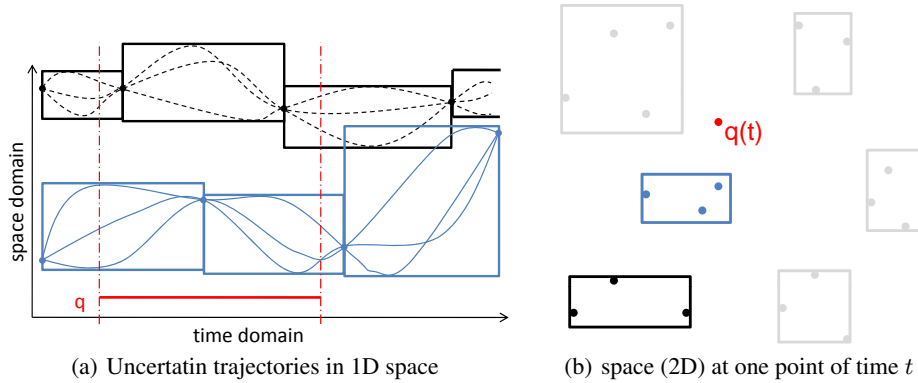 space domain
q
time domain
(a) Uncertatin trajectories in 1D space
q(t)
(b) space (2D) at one point of time t